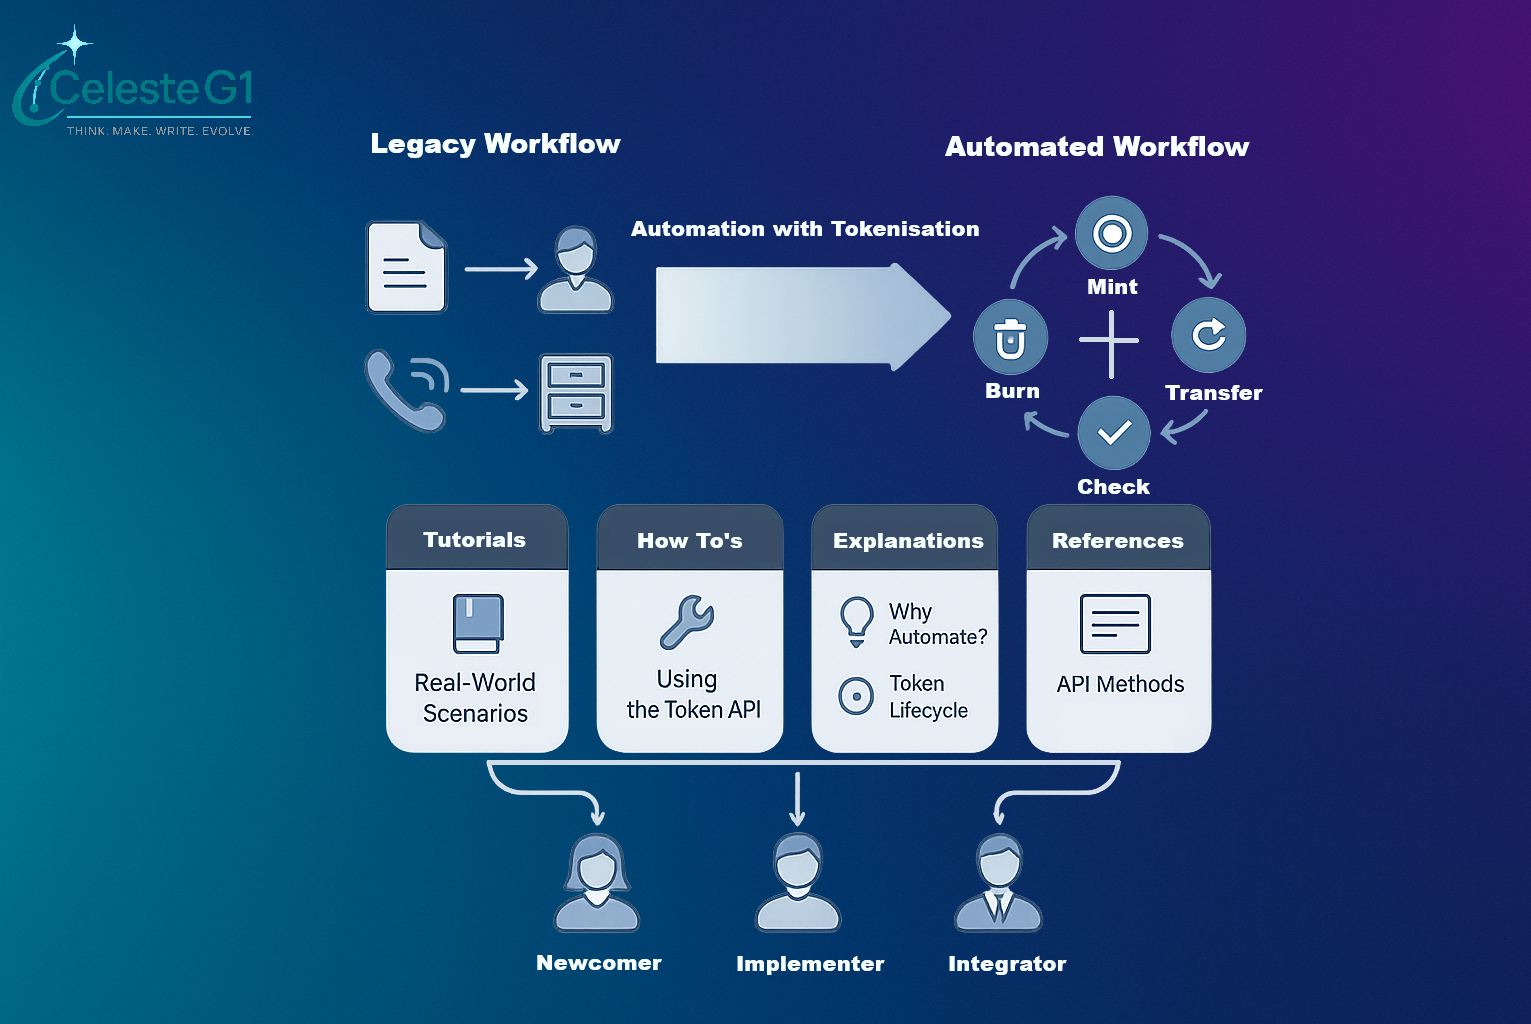 CelesteG1
THINK. MAKE. WRITE. EVOLVE.
Legacy Workflow
Automated Workflow
Automation with Tokenisation
Mint
Burn
Transfer
Check
Tutorials
Real-World
Scenarios
How To's
Using
the Token API
Explanations
Why
Automate?
Token
Lifecycle
References
API Methods
Newcomer
Implementer
Integrator